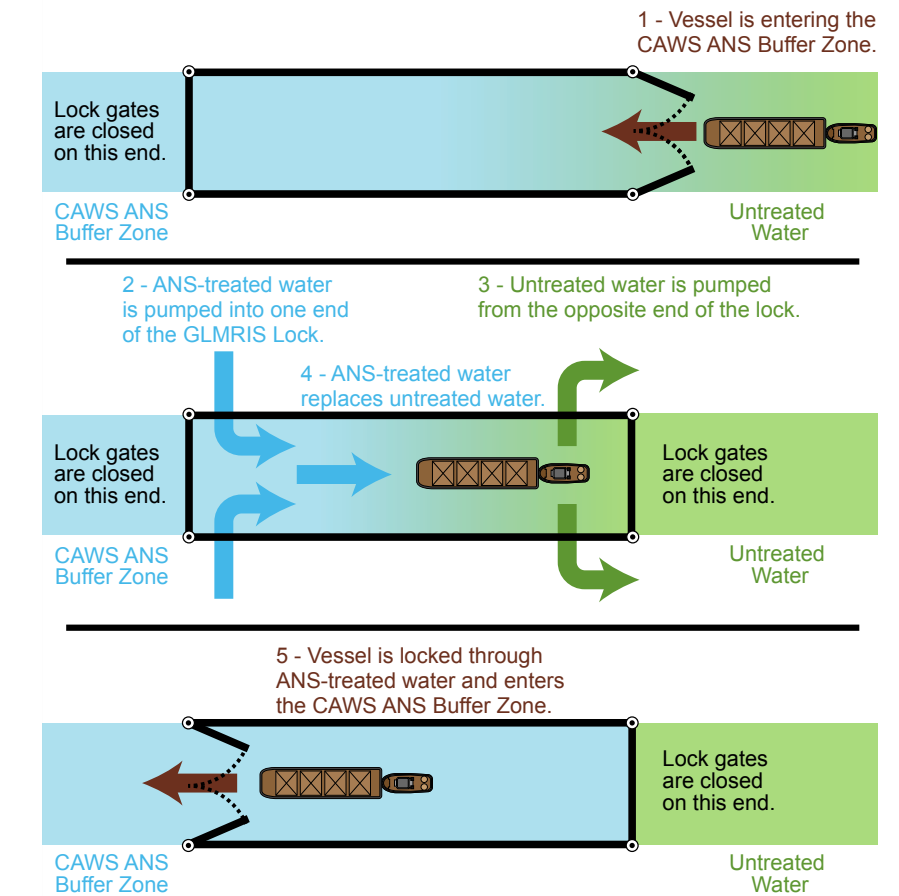 1 - Vessel is entering the
CAWS ANS Buffer Zone.
Lock gates
are closed
on this end.
CAWS ANS
Buffer Zone
Untreated
Water
2 - ANS-treated water
is pumped into one end
of the GLMRIS Lock.
3 - Untreated water is pumped
from the opposite end of the lock.
4 - ANS-treated water
replaces untreated water.
Lock gates
are closed
on this end.
Lock gates
are closed
on this end.
CAWS ANS
Buffer Zone
Untreated
Water
5 - Vessel is locked through
ANS-treated water and enters
the CAWS ANS Buffer Zone.
Lock gates
are closed
on this end.
CAWS ANS
Buffer Zone
Untreated
Water